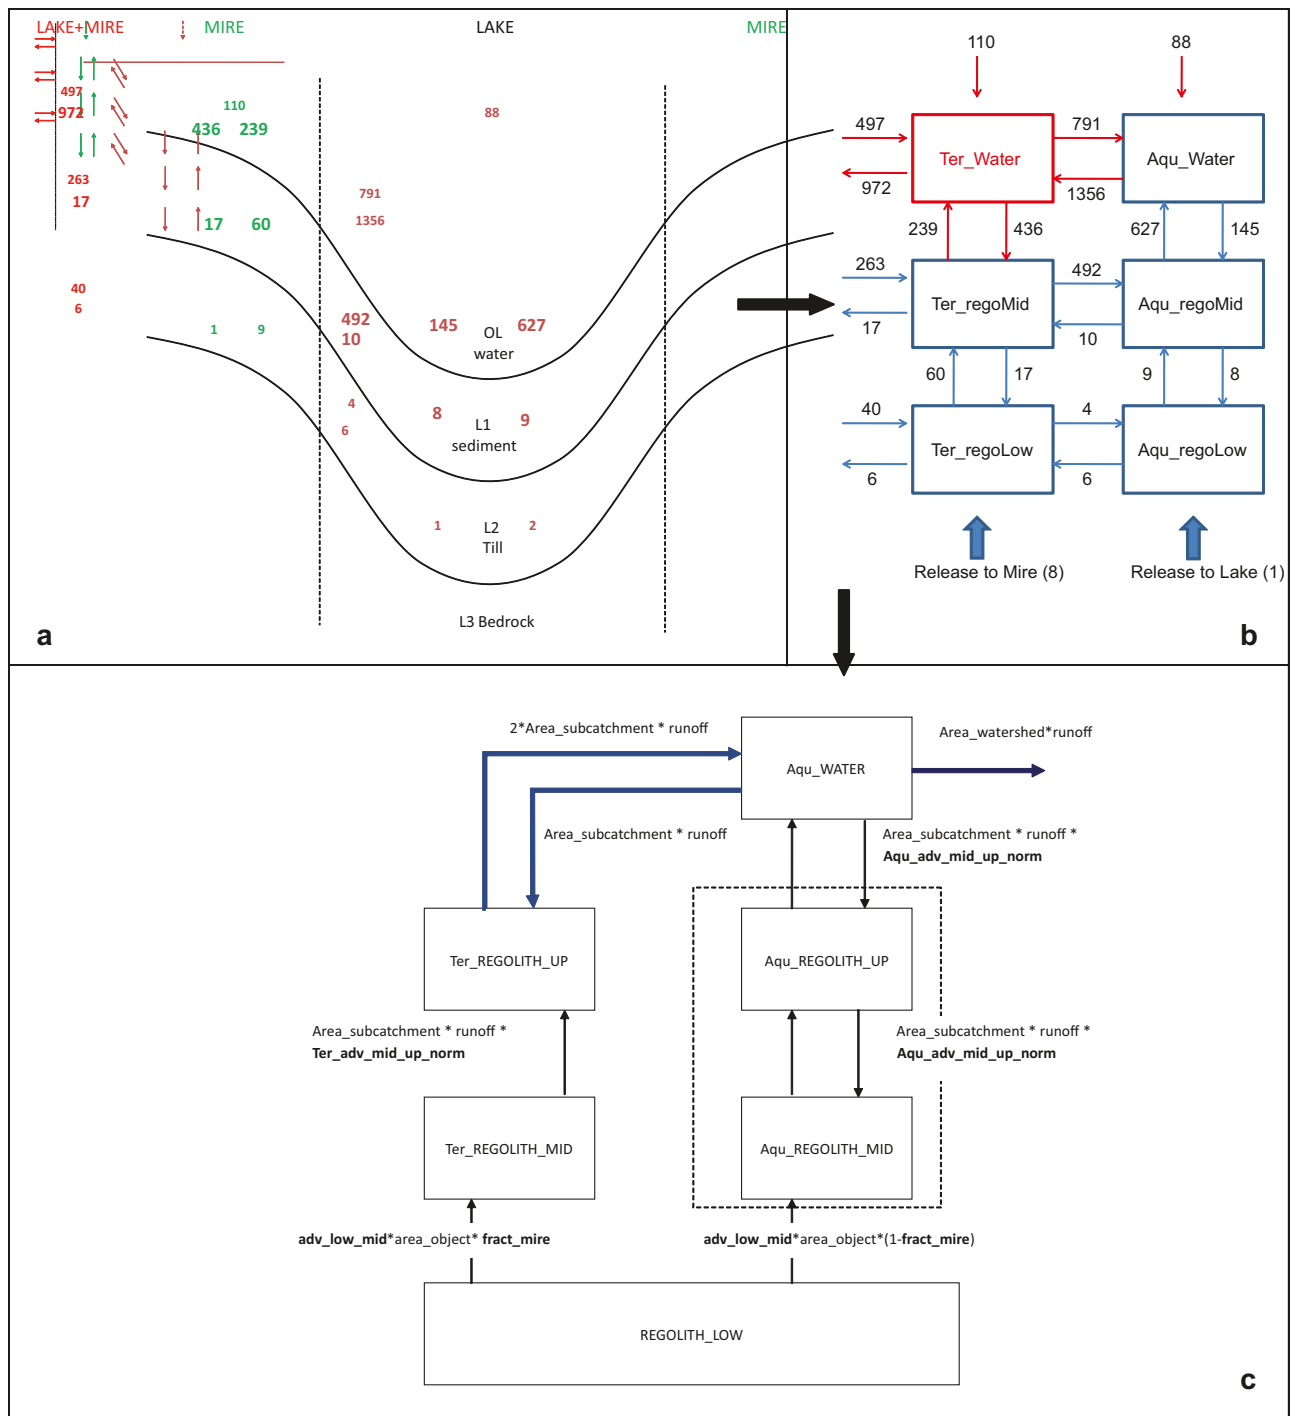 LAKE+MIRE
MIRE
LAKE
MIRE
497
972
110
436 239
88
263
17
791
1356
17 60
40
6
1 9
492
10
145
627
OL
water
4
6
8
9
L1
sediment
1
2
L2
Till
L3 Bedrock
a
110
88
497
972
Ter_Water
791
1356
Aqu_Water
239
436
627
145
263
17
Ter_regoMid
492
10
Aqu_regoMid
60
17
9
8
40
6
Ter_regoLow
4
6
Aqu_regoLow
Release to Mire (8)
Release to Lake (1)
b
2*Area_subcatchment * runoff
Aqu_WATER
Area_watershed*runoff
Area_subcatchment * runoff
Area_subcatchment * runoff *
Aqu_adv_mid_up_norm
Ter_REGOLITH_UP
Aqu_REGOLITH_UP
Area_subcatchment * runoff *
Ter_adv_mid_up_norm
Area_subcatchment * runoff *
Aqu_adv_mid_up_norm
Ter_REGOLITH_MID
Aqu_REGOLITH_MID
adv_low_mid*area_object* fract_mire
adv_low_mid*area_object*(1-fract_mire)
REGOLITH_LOW
c